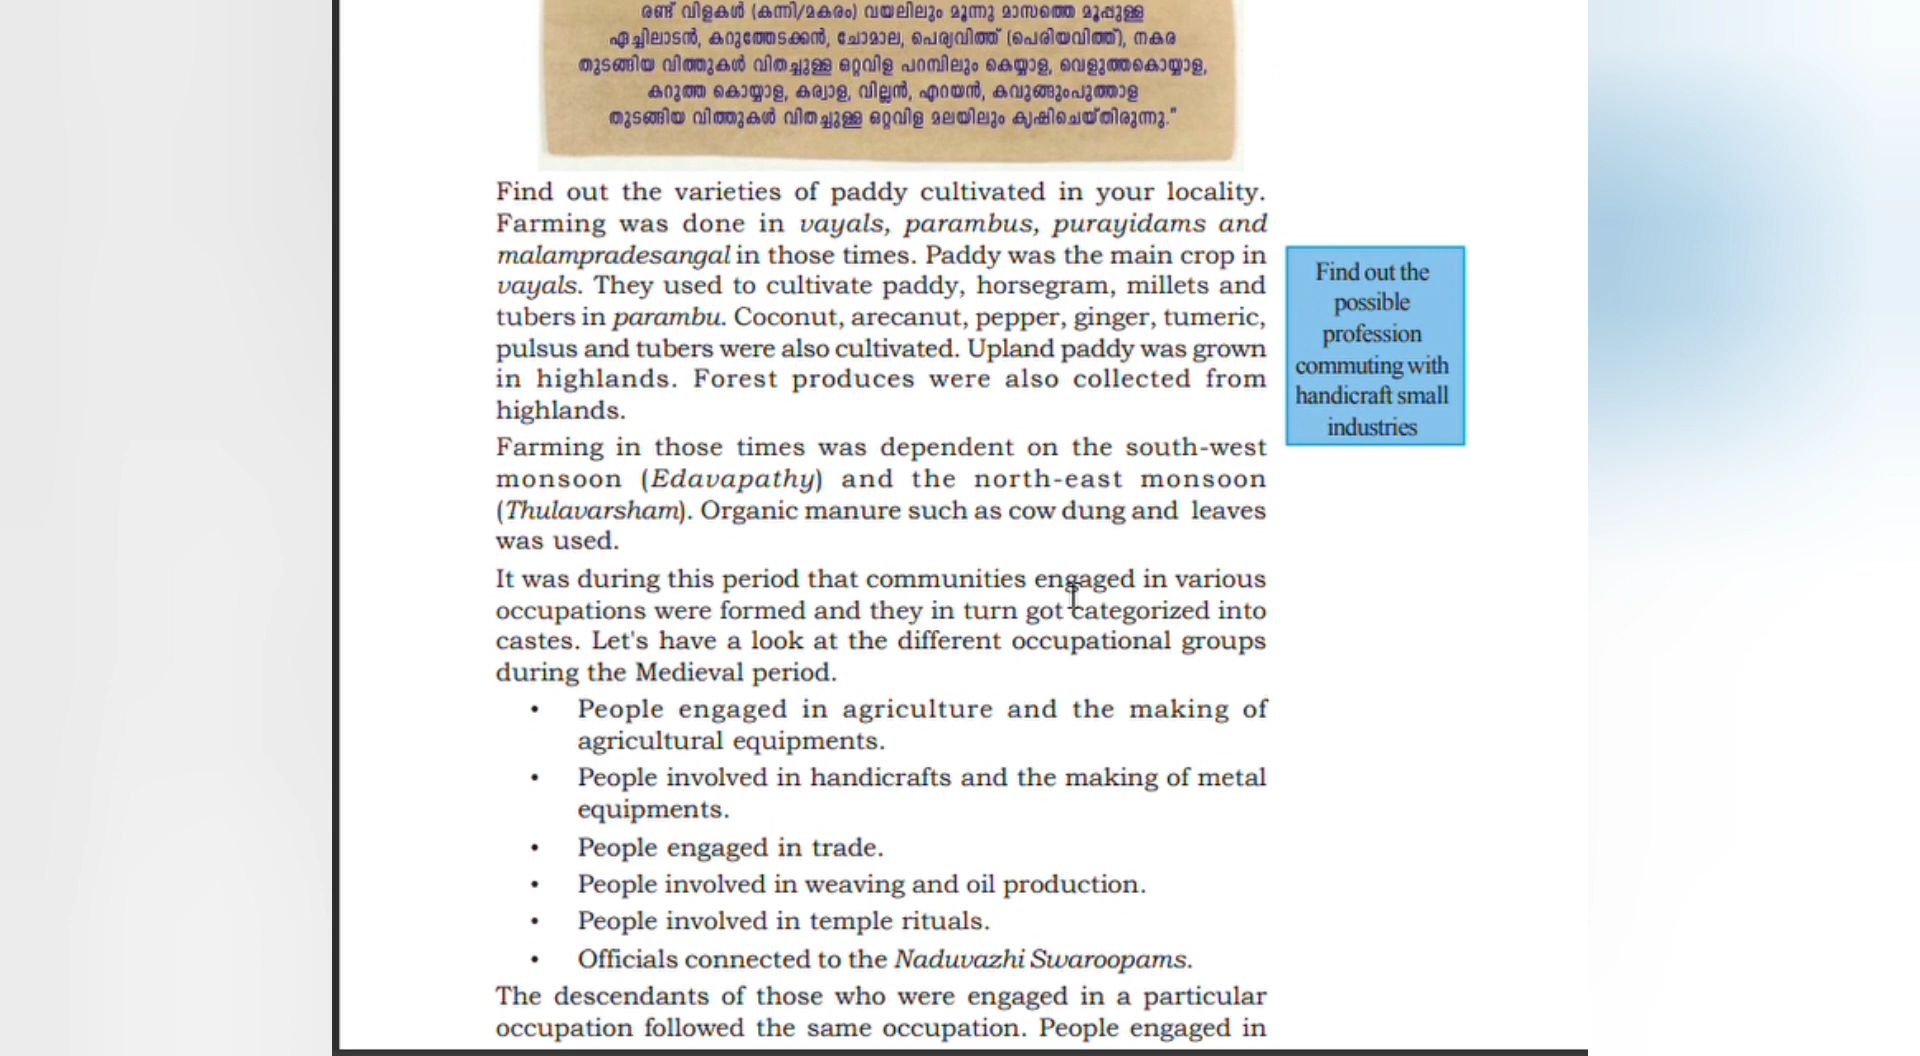 രണ്ട് വിളകൾ (കന്നി/മകരം) വയലിലും മൂന്നു മാസത്തെ മൂപ്പുള്ള
ഏച്ചിലാടൻ, കറുത്തേടക്കൻ, ചോമാല, പെര്യവിത്ത് (പെരിയവിത്ത്), നകര
തുടങ്ങിയ വിത്തുകൾ വിതച്ചുള്ള ഒറ്റവിള പറമ്പിലും കെയ്യാള, വെളുത്തകൊയ്യാള,
കറുത്ത കൊയ്യാള, കര്വാള, വില്ലൻ, എറയൻ, കവുങ്ങുംപൂത്താള
തുടങ്ങിയ വിത്തുകൾ വിതച്ചുള്ള ഒറ്റവിള മലയിലും കൃഷിചെയ്തിരുന്നു."
Find out the varieties of paddy cultivated in your locality.
Farming was done in vayals, parambus, purayidams and
malampradesangal in those times. Paddy was the main crop in
vayals. They used to cultivate paddy, horsegram, millets and
tubers in parambu. Coconut, arecanut, pepper, ginger, tumeric,
pulsus and tubers were also cultivated. Upland paddy was grown
in highlands. Forest produces were also collected from
highlands.
Farming in those times was dependent on the south-west
monsoon (Edavapathy) and the north-east monsoon
(Thulavarsham). Organic manure such as cow dung and leaves
was used.
It was during this period that communities engaged in various
occupations were formed and they in turn got categorized into
castes. Let's have a look at the different occupational groups
during the Medieval period.
• People engaged in agriculture and the making of
agricultural equipments.
• People involved in handicrafts and the making of metal
equipments.
• People engaged in trade.
• People involved in weaving and oil production.
• People involved in temple rituals.
• Officials connected to the Naduvazhi Swaroopams.
The descendants of those who were engaged in a particular
occupation followed the same occupation. People engaged in
Find out the
possible
profession
commuting with
handicraft small
industries